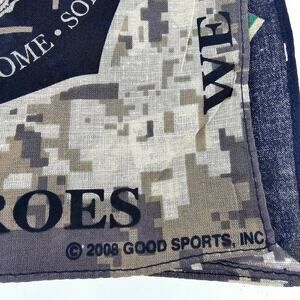 OME • SO
WE
ROES
© 2008 GOOD SPORTS, INC